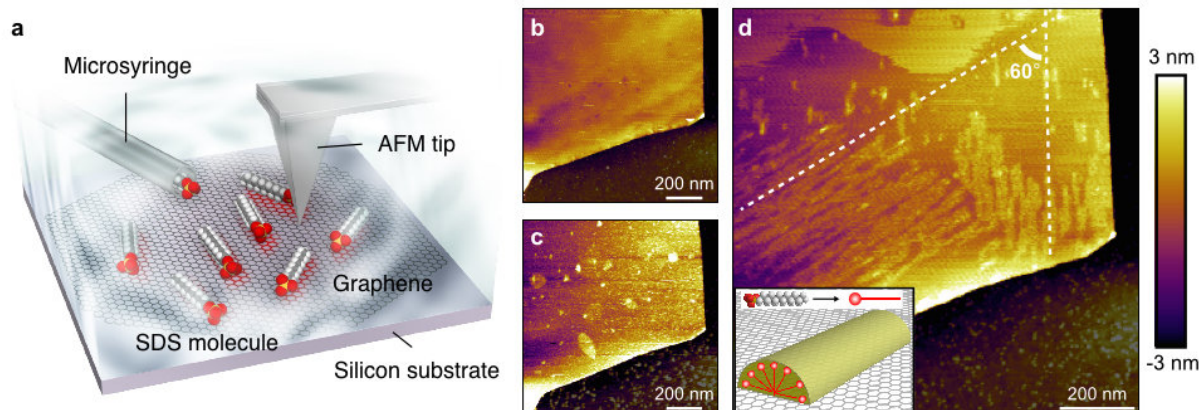 a
Microsyringe
AFM tip
Graphene
SDS molecule
Silicon substrate
b
200 nm
c
200 nm
d
60°
200 nm
3 nm
-3 nm